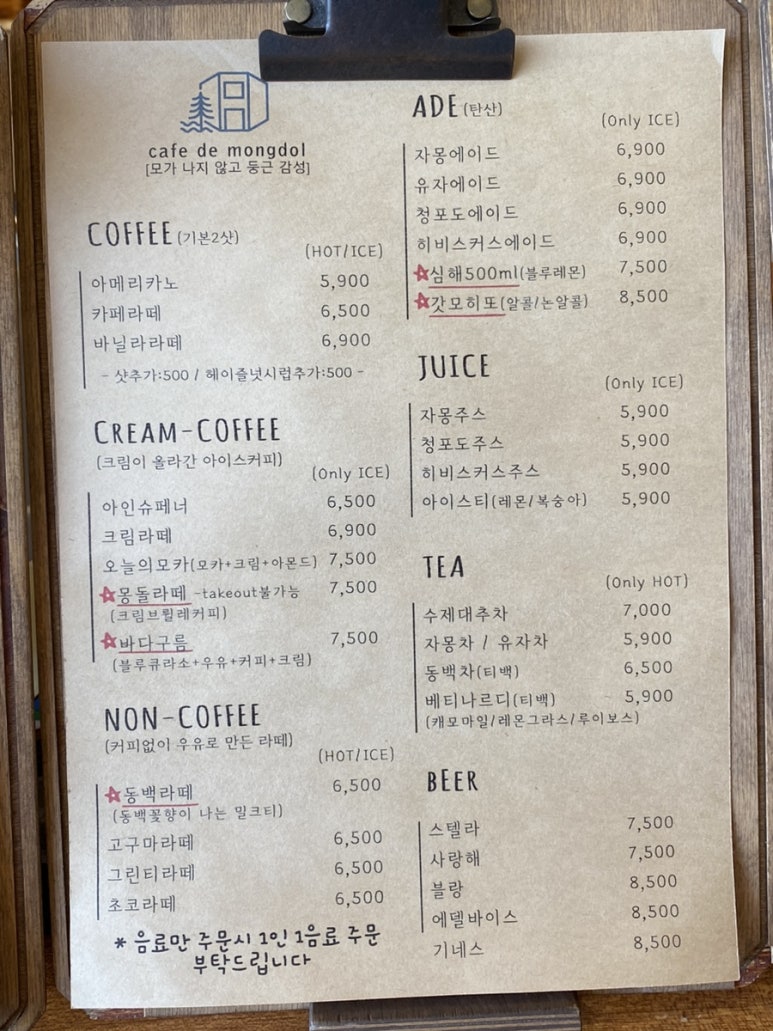 cafe de mongdol
[모가 나지 않고 둥근 감성]
COFFEE (기본2샷)
(HOT/ICE)
아메리카노 5,900
카페라떼 6,500
바닐라라떼 6,900
- 샷추가:500 / 헤이즐넛시럽추가:500 -
CREAM-COFFEE
(크림이 올라간 아이스커피)
(Only ICE)
아인슈페너 6,500
크림라떼 6,900
오늘의모카(모카+크림+아몬드) 7,500
☆몽돌라떼 -takeout불가능 7,500
(크림브륄레커피)
☆바다구름 7,500
(블루큐라소+우유+커피+크림)
NON-COFFEE
(커피없이 우유로 만든 라떼)
(HOT/ICE)
☆동백라떼 6,500
(동백꽃향이 나는 밀크티)
고구마라떼 6,500
그린티라떼 6,500
초코라떼 6,500
* 음료만 주문시 1인 1음료 주문
부탁드립니다
ADE (탄산)
(Only ICE)
자몽에이드 6,900
유자에이드 6,900
청포도에이드 6,900
히비스커스에이드 6,900
☆심해500ml(블루레몬) 7,500
☆갓모히또(알콜/논알콜) 8,500
JUICE
(Only ICE)
자몽주스 5,900
청포도주스 5,900
히비스커스주스 5,900
아이스티(레몬/복숭아) 5,900
TEA
(Only HOT)
수제대추차 7,000
자몽차 / 유자차 5,900
동백차(티백) 6,500
베티나르디(티백) 5,900
(캐모마일/레몬그라스/루이보스)
BEER
스텔라 7,500
사랑해 7,500
블랑 8,500
에델바이스 8,500
기네스 8,500